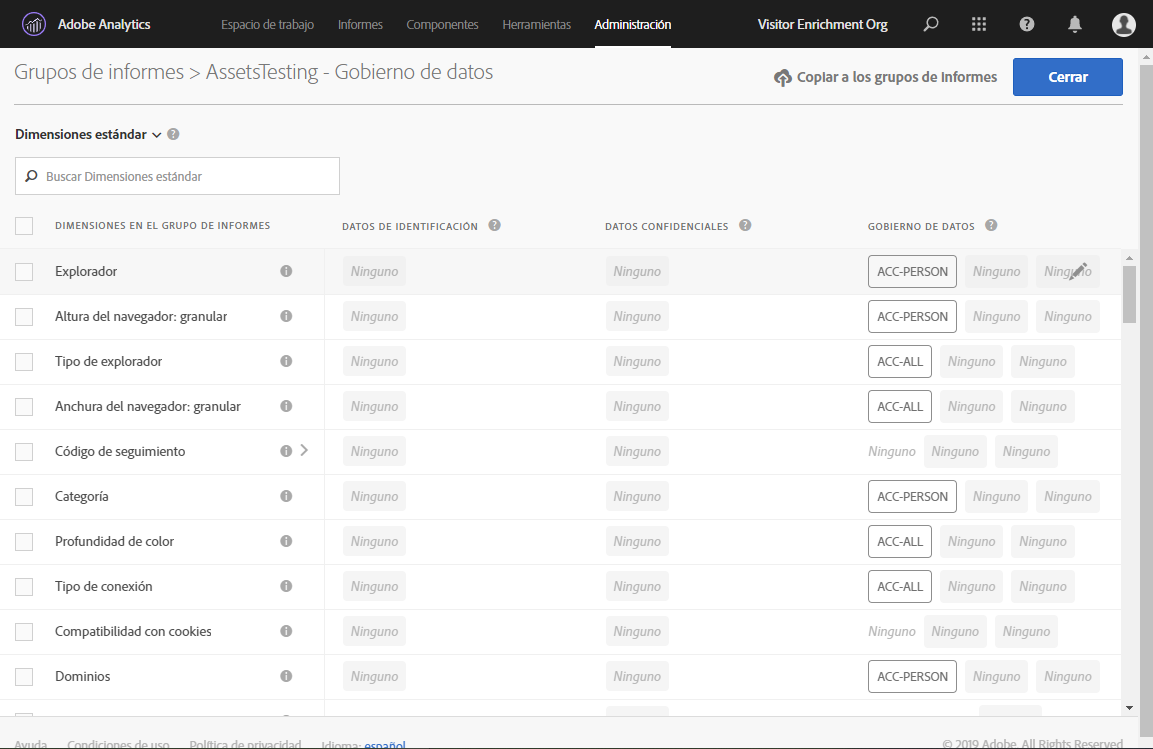 Adobe Analytics Espacio de trabajo Informes Componentes Herramientas Administración Visitor Enrichment Org
Grupos de informes > AssetsTesting - Gobierno de datos Copiar a los grupos de informes Cerrar
Dimensiones estándar
Buscar Dimensiones estándar
DIMENSIONES EN EL GRUPO DE INFORMES DATOS DE IDENTIFICACIÓN DATOS CONFIDENCIALES GOBIERNO DE DATOS
Explorador Ninguno Ninguno ACC-PERSON Ninguno Ninguno
Altura del navegador: granular Ninguno Ninguno ACC-PERSON Ninguno Ninguno
Tipo de explorador Ninguno Ninguno ACC-ALL Ninguno Ninguno
Anchura del navegador: granular Ninguno Ninguno ACC-ALL Ninguno Ninguno
Código de seguimiento Ninguno Ninguno Ninguno Ninguno Ninguno
Categoría Ninguno Ninguno ACC-PERSON Ninguno Ninguno
Profundidad de color Ninguno Ninguno ACC-ALL Ninguno Ninguno
Tipo de conexión Ninguno Ninguno ACC-ALL Ninguno Ninguno
Compatibilidad con cookies Ninguno Ninguno Ninguno Ninguno Ninguno
Dominios Ninguno Ninguno ACC-PERSON Ninguno Ninguno
Ayuda Condiciones de uso Política de privacidad Idioma: español © 2019 Adobe. All Rights Reserved